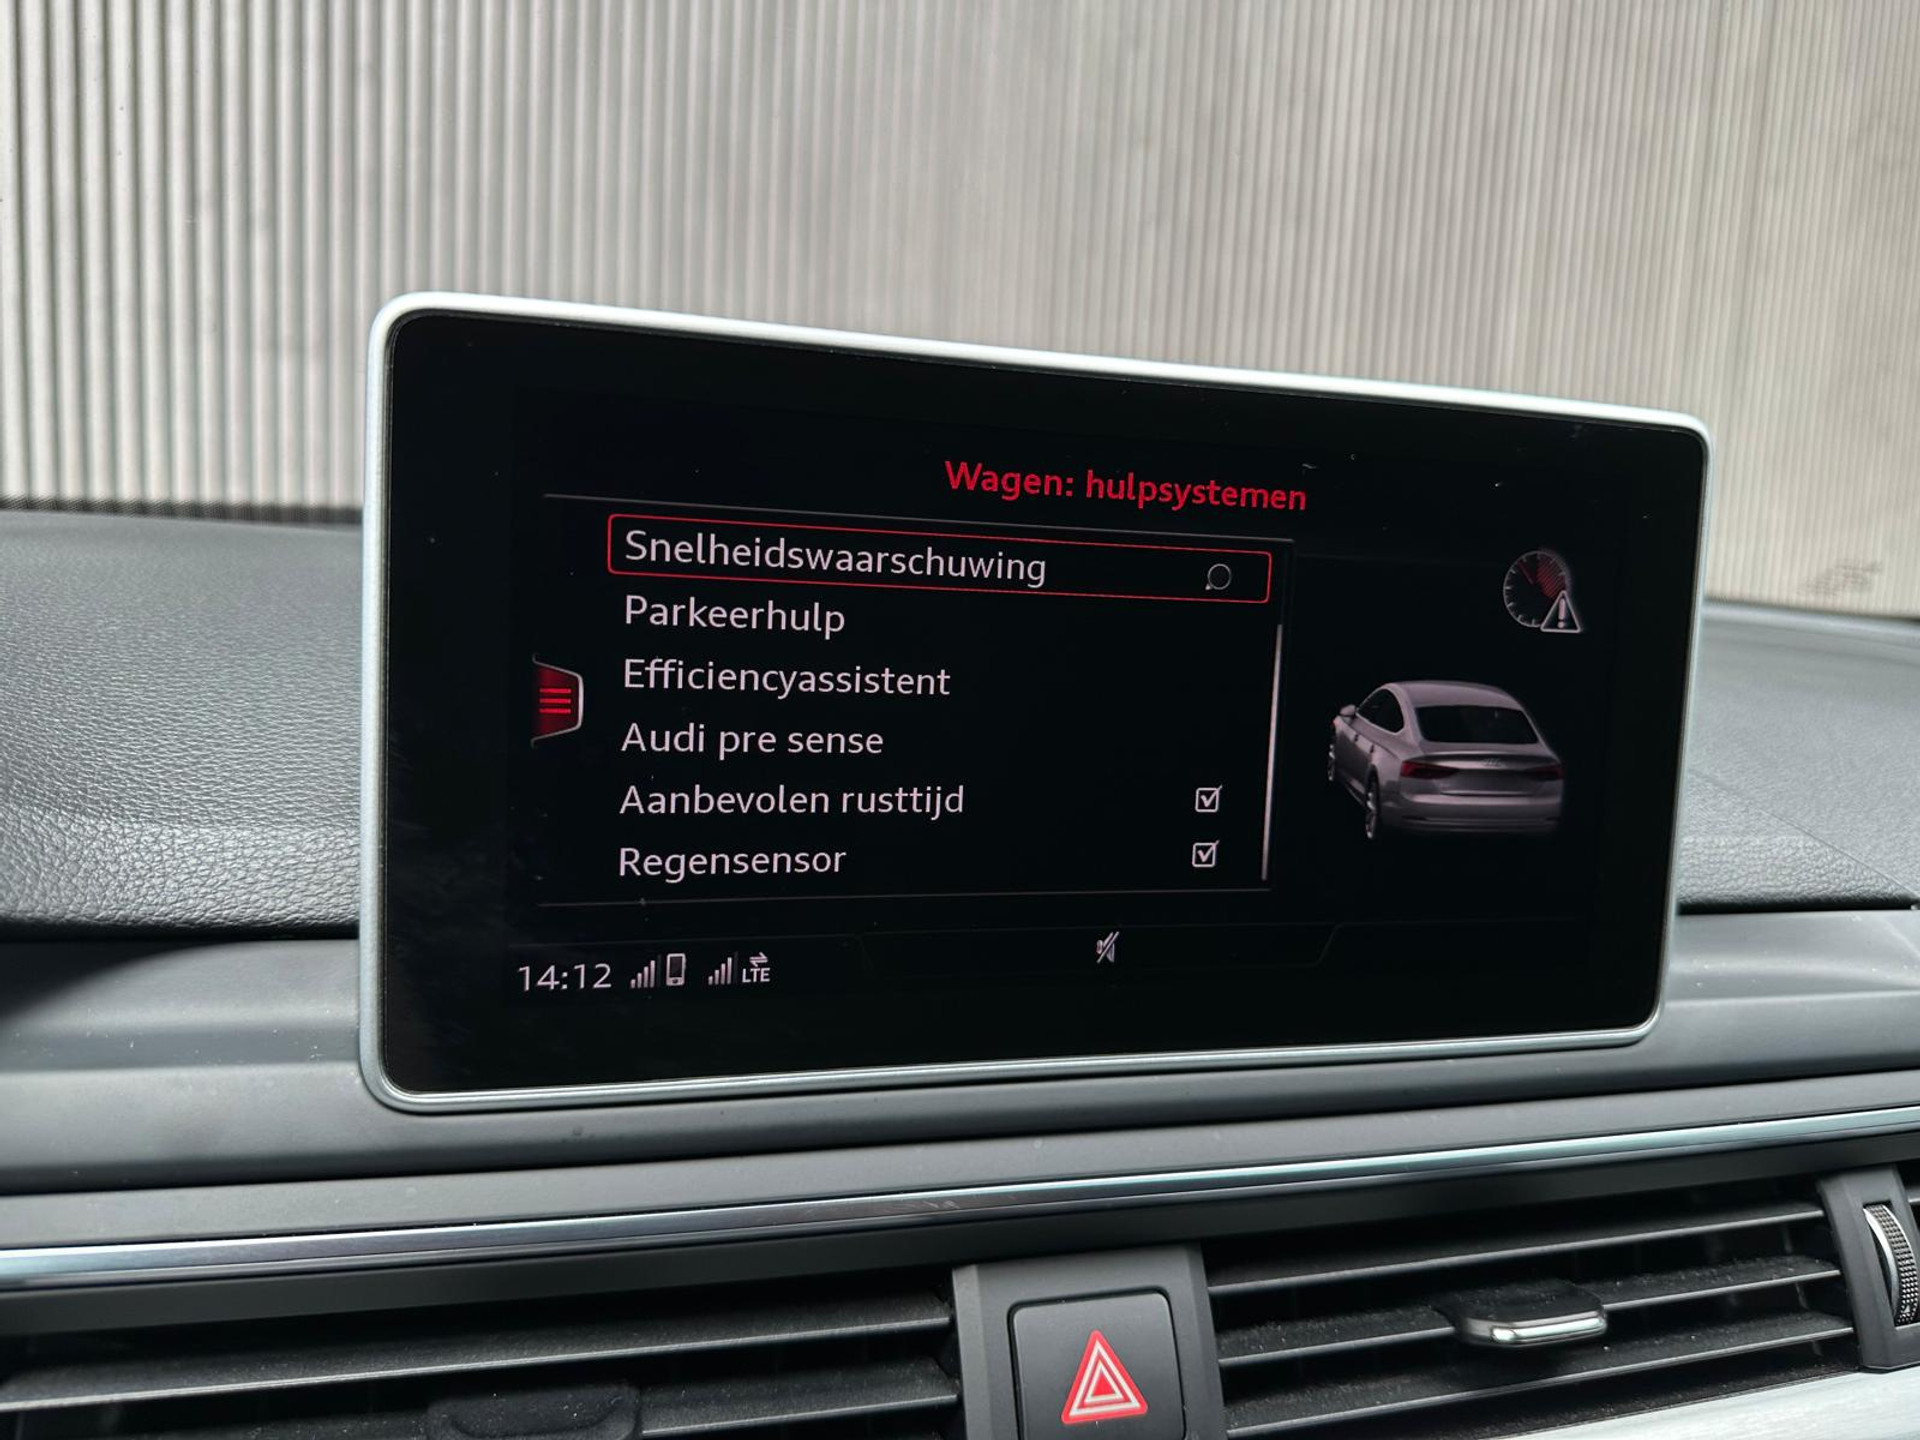 Wagen: hulpsystemen
Snelheidswaarschuwing
Parkeerhulp
Efficiencyassistent
Audi pre sense
Aanbevolen rusttijd
Regensensor
14:12 LTE